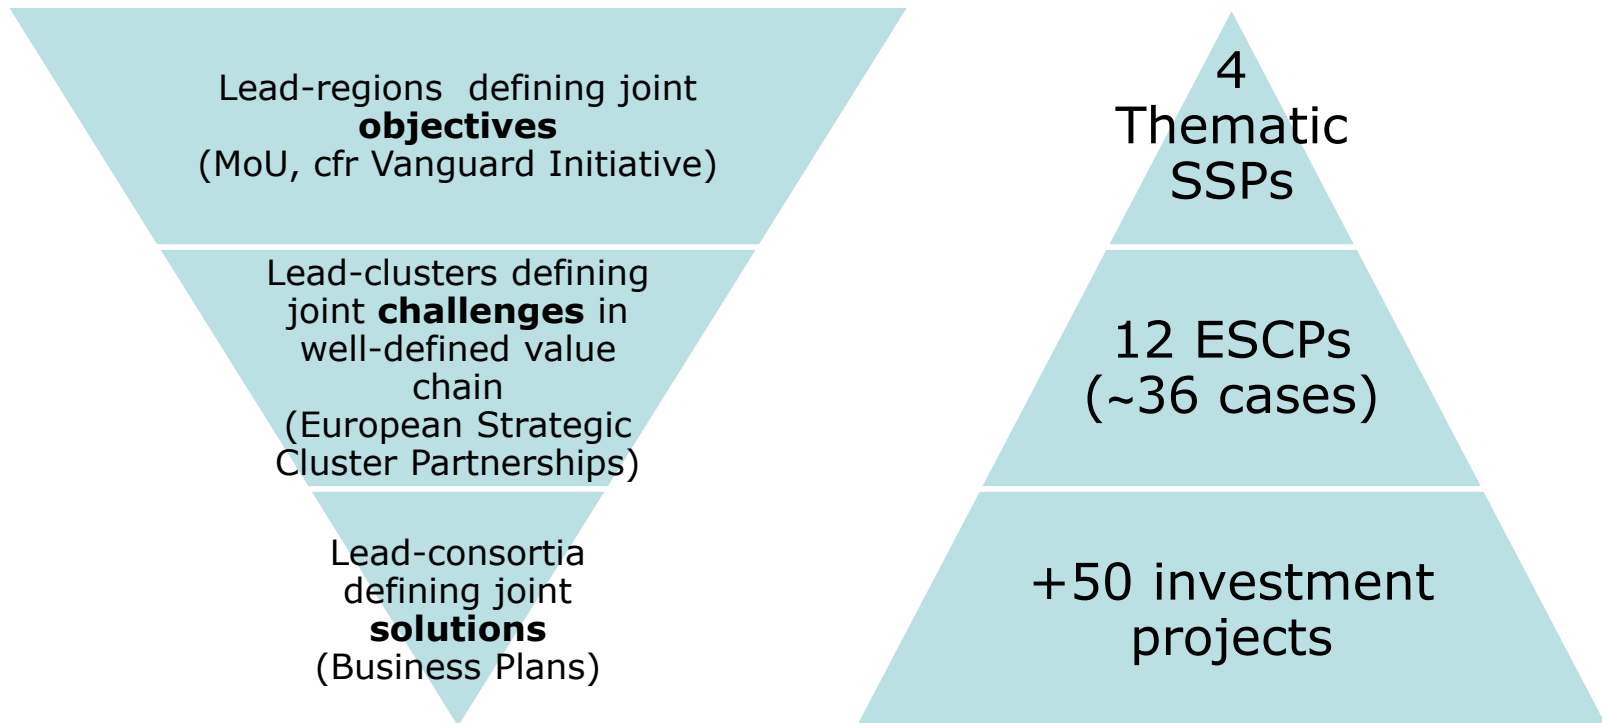 Lead-regions  defining joint
objectives
(MoU, cfr Vanguard Initiative)
Lead-clusters defining
joint challenges in
well-defined value
chain
(European Strategic
Cluster Partnerships)
Lead-consortia
defining joint
solutions
(Business Plans)
4
Thematic
SSPs
12 ESCPs
(~36 cases)
+50 investment
projects